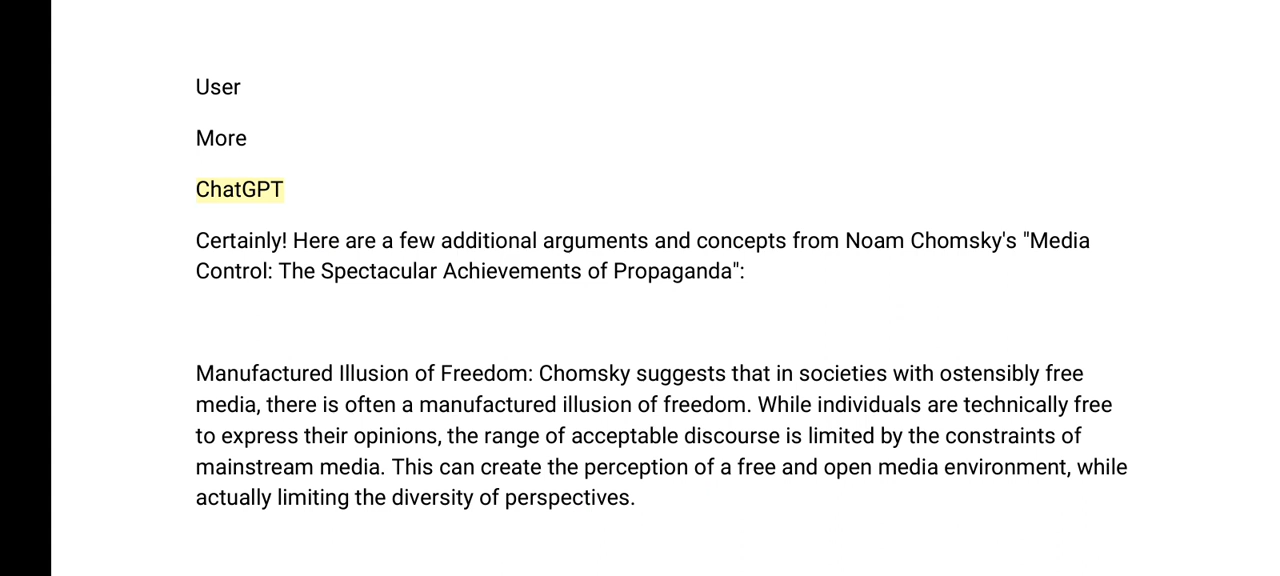 User
More
ChatGPT
Certainly! Here are a few additional arguments and concepts from Noam Chomsky's "Media
Control: The Spectacular Achievements of Propaganda":
Manufactured Illusion of Freedom: Chomsky suggests that in societies with ostensibly free
media, there is often a manufactured illusion of freedom. While individuals are technically free
to express their opinions, the range of acceptable discourse is limited by the constraints of
mainstream media. This can create the perception of a free and open media environment, while
actually limiting the diversity of perspectives.